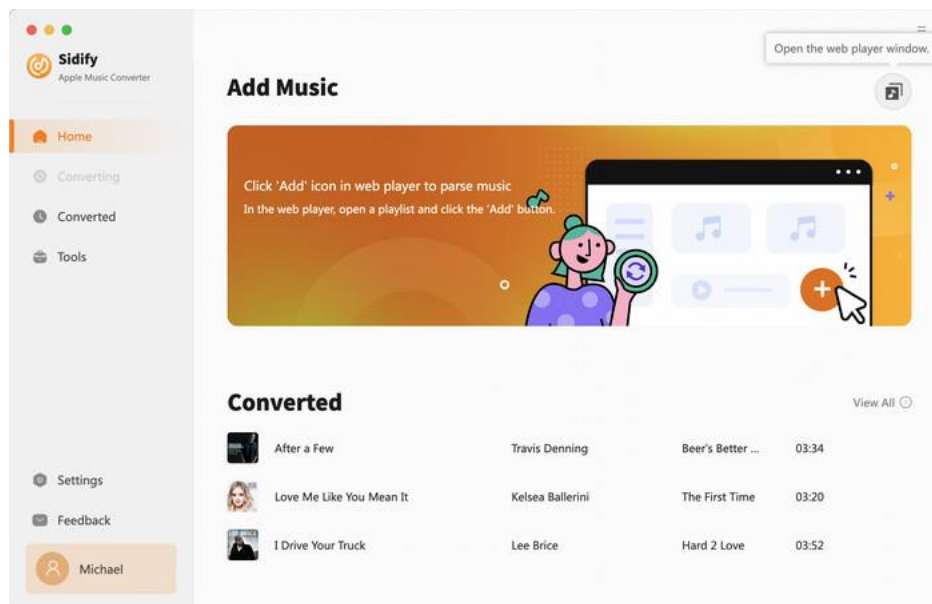 Sidify
Apple Music Converter
Open the web player window.
Add Music
Home
Converting
Converted
Tools
Click 'Add' icon in web player to parse music
In the web player, open a playlist and click the 'Add' button.
Converted
View All
After a Few Travis Denning Beer's Better ... 03:34
Love Me Like You Mean It Kelsea Ballerini The First Time 03:20
I Drive Your Truck Lee Brice Hard 2 Love 03:52
Settings
Feedback
Michael